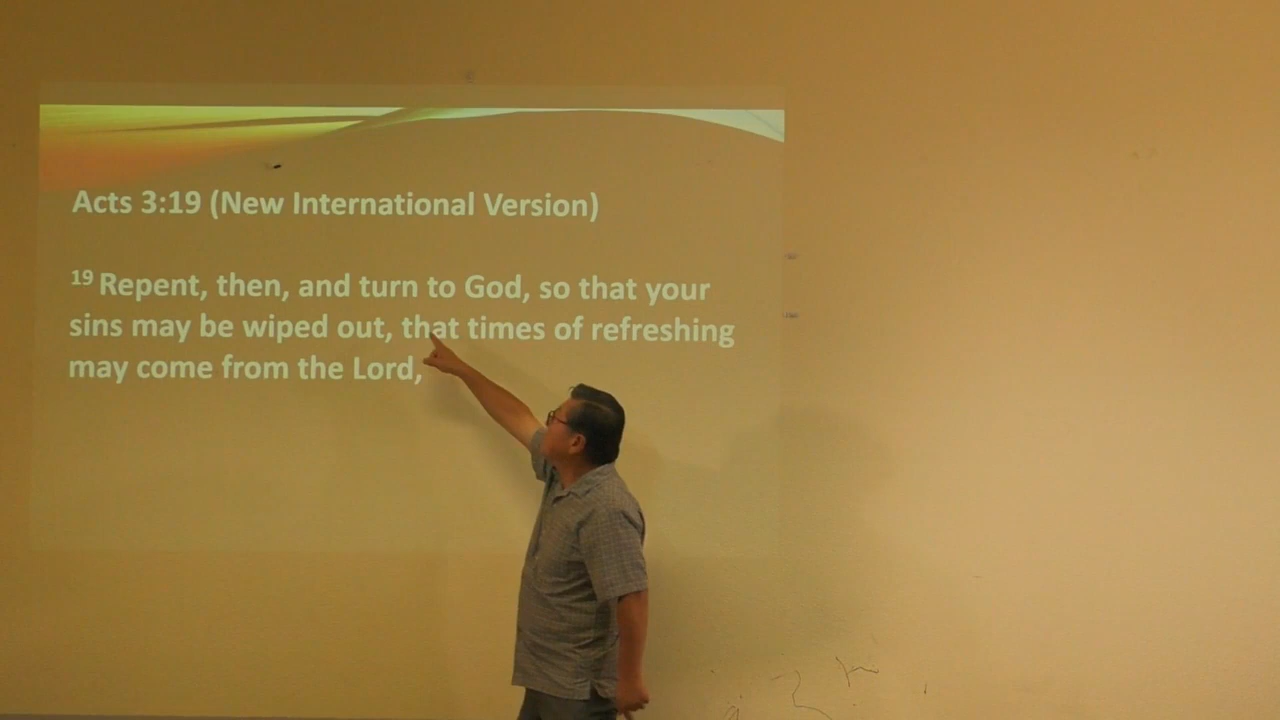 Acts 3:19 (New International Version)
19 Repent, then, and turn to God, so that your
sins may be wiped out, that times of refreshing
may come from the Lord,